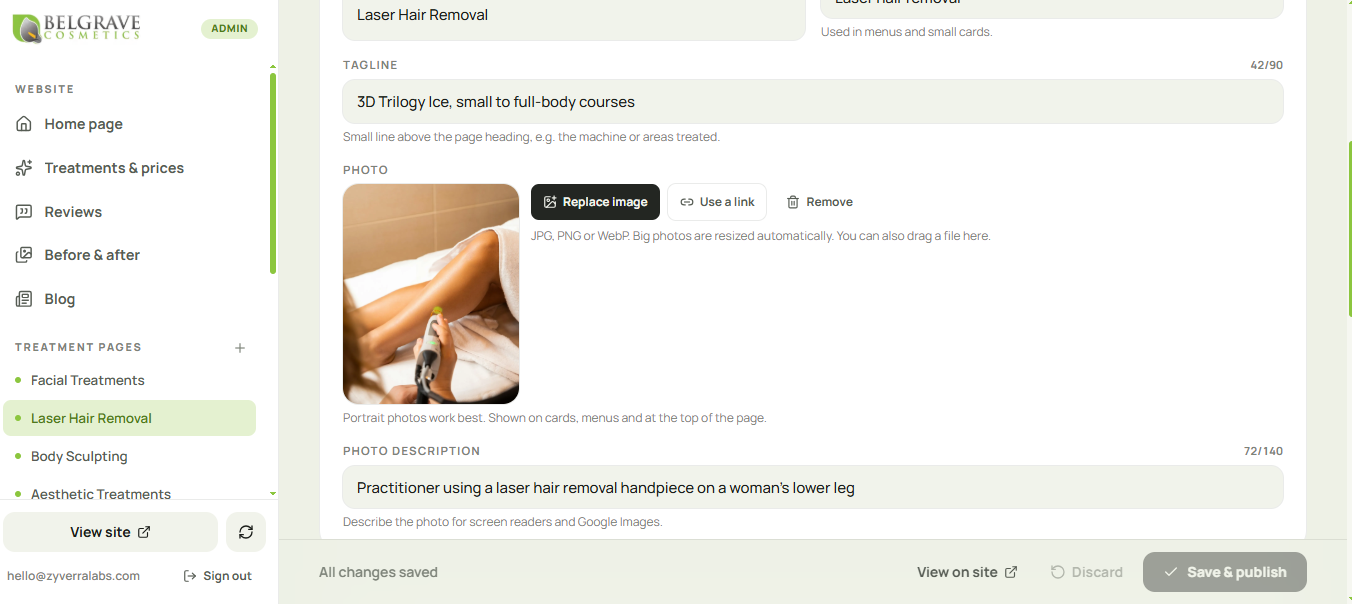 BELGRAVE
COSMETICS
ADMIN
WEBSITE
Home page
Treatments & prices
Reviews
Before & after
Blog
TREATMENT PAGES
Facial Treatments
Laser Hair Removal
Body Sculpting
Aesthetic Treatments
View site
hello@zyverralabs.com
Sign out
Laser Hair Removal
Laser Hair Removal
Used in menus and small cards.
TAGLINE
42/90
3D Trilogy Ice, small to full-body courses
Small line above the page heading, e.g. the machine or areas treated.
PHOTO
Replace image
Use a link
Remove
JPG, PNG or WebP. Big photos are resized automatically. You can also drag a file here.
Portrait photos work best. Shown on cards, menus and at the top of the page.
PHOTO DESCRIPTION
72/140
Practitioner using a laser hair removal handpiece on a woman's lower leg
Describe the photo for screen readers and Google Images.
All changes saved
View on site
Discard
Save & publish